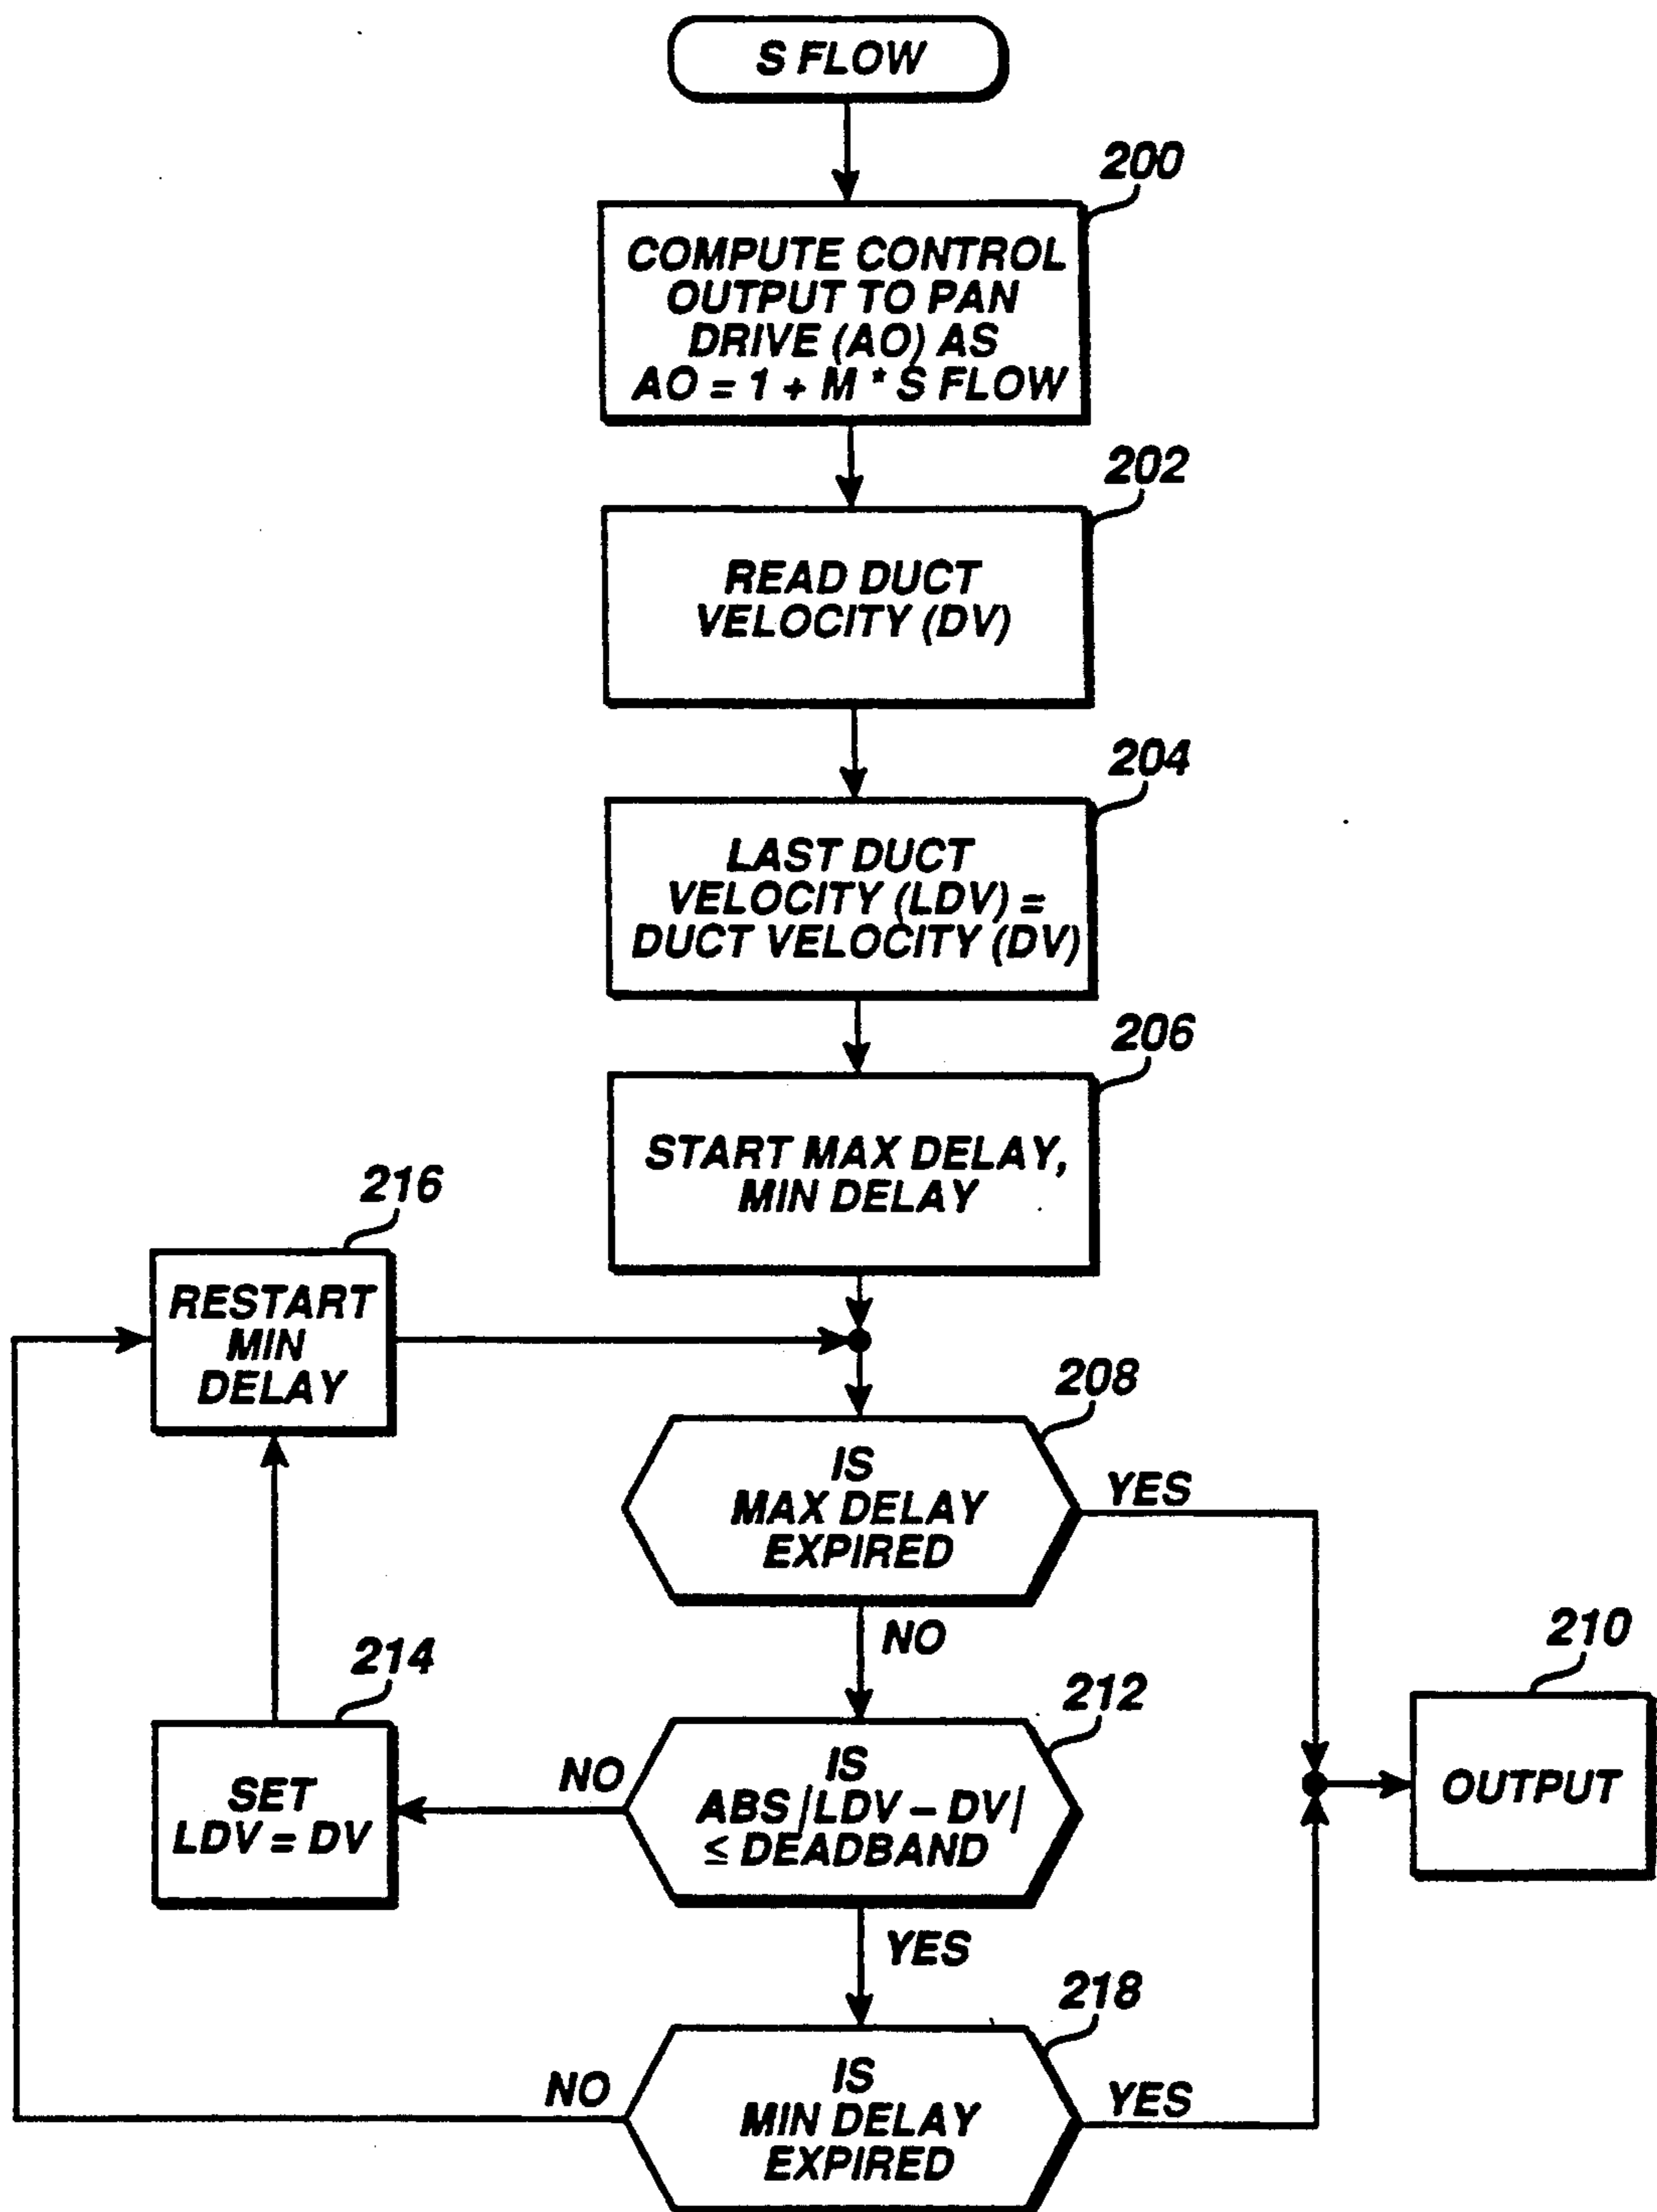 S FLOW
200
COMPUTE CONTROL
OUTPUT TO PAN
DRIVE (AO) AS
AO = 1 + M * S FLOW
202
READ DUCT
VELOCITY (DV)
204
LAST DUCT
VELOCITY (LDV) =
DUCT VELOCITY (DV)
206
START MAX DELAY,
MIN DELAY
216
RESTART
MIN
DELAY
208
IS
MAX DELAY
EXPIRED
YES
NO
210
OUTPUT
212
IS
ABS |LDV – DV|
≤ DEADBAND
NO
214
SET
LDV = DV
YES
218
IS
MIN DELAY
EXPIRED
NO
YES